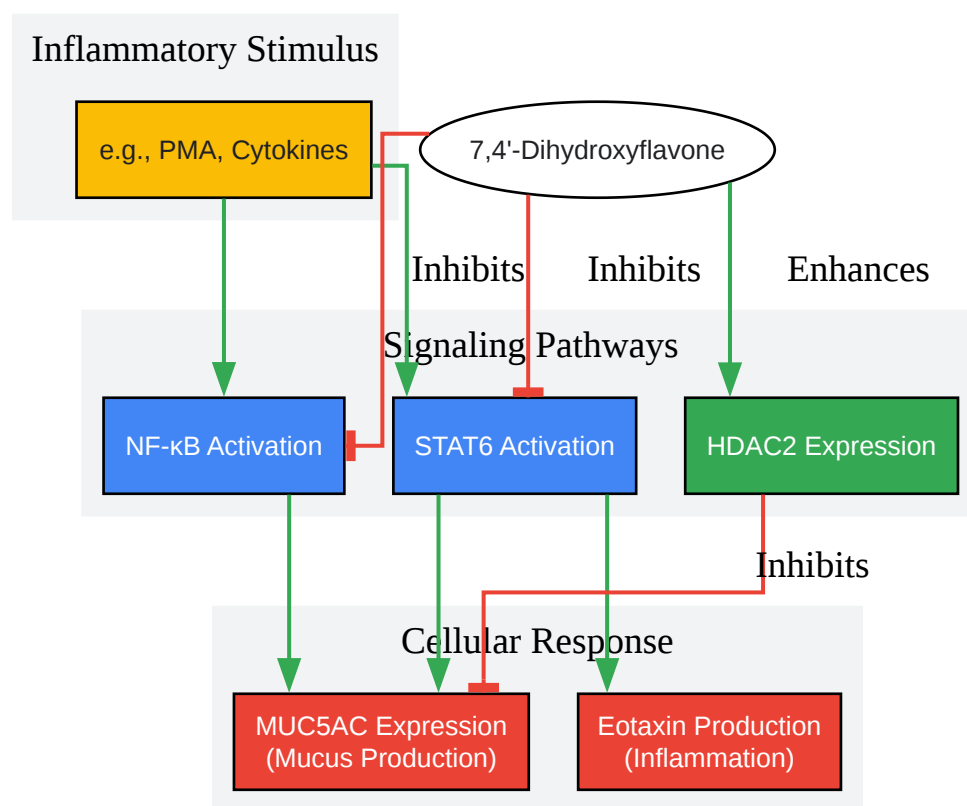 Inflammatory Stimulus
e.g., PMA, Cytokines
7,4'-Dihydroxyflavone
Inhibits
Inhibits
Enhances
Signaling Pathways
NF-κB Activation
STAT6 Activation
HDAC2 Expression
Inhibits
Cellular Response
MUC5AC Expression
(Mucus Production)
Eotaxin Production
(Inflammation)